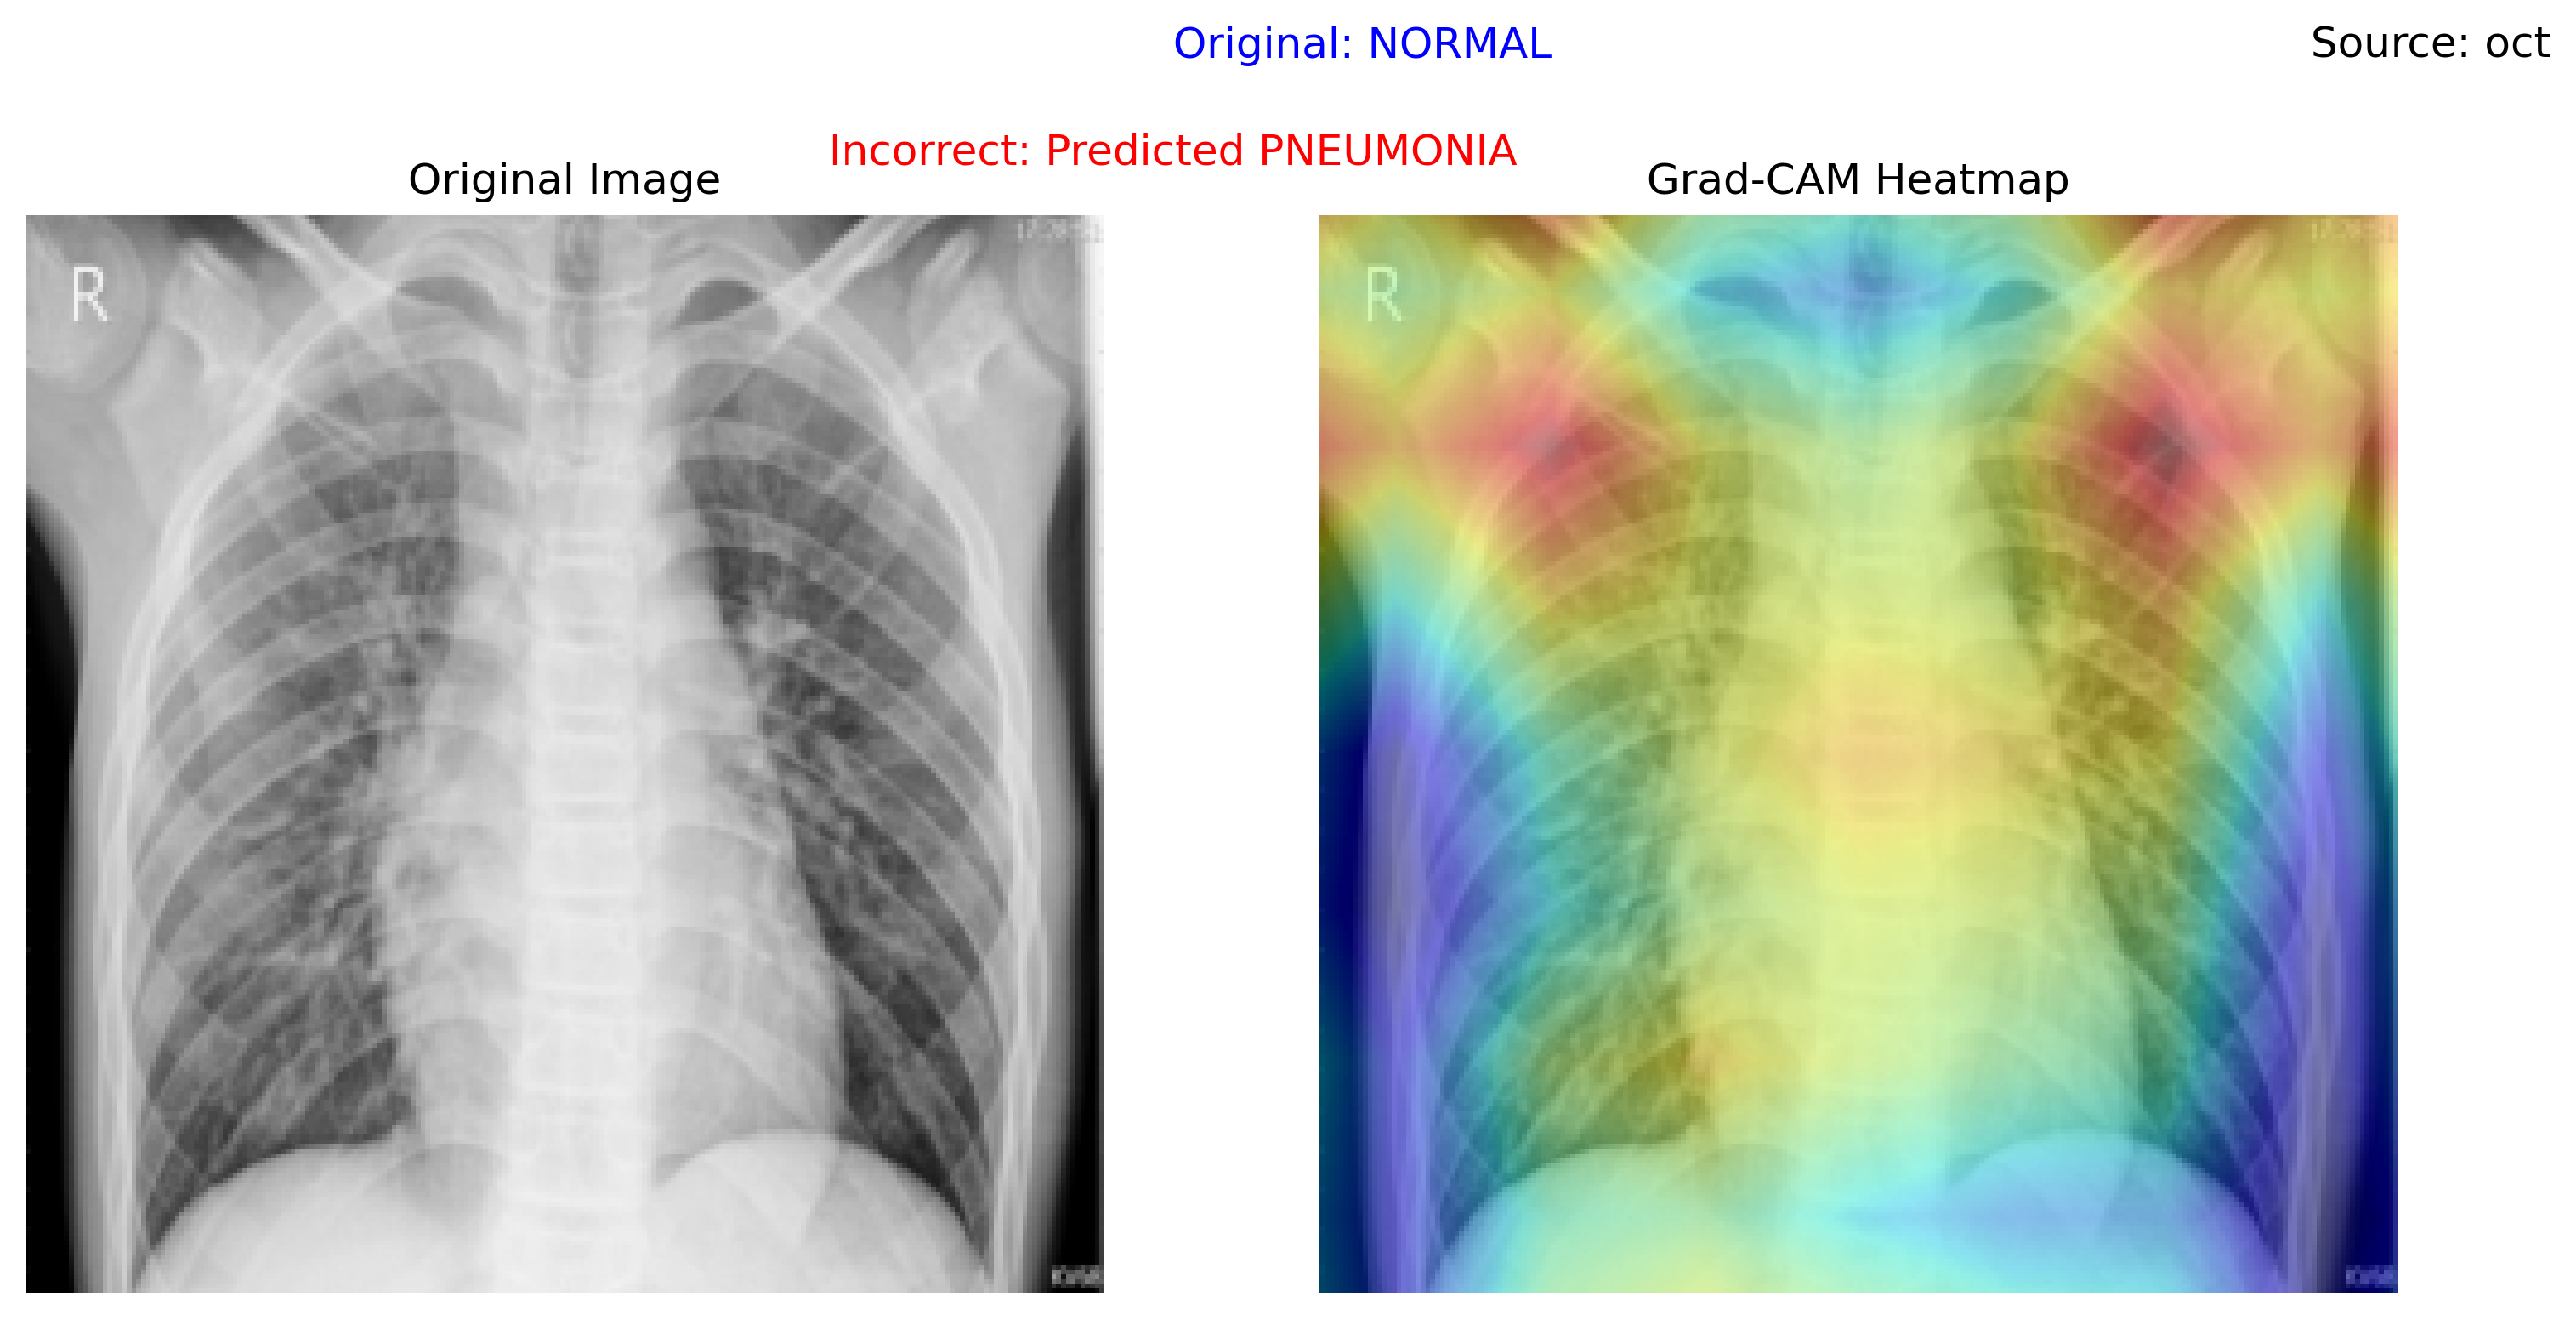 Original: NORMAL
Source: oct
Incorrect: Predicted PNEUMONIA
Original Image
Grad-CAM Heatmap
R
R